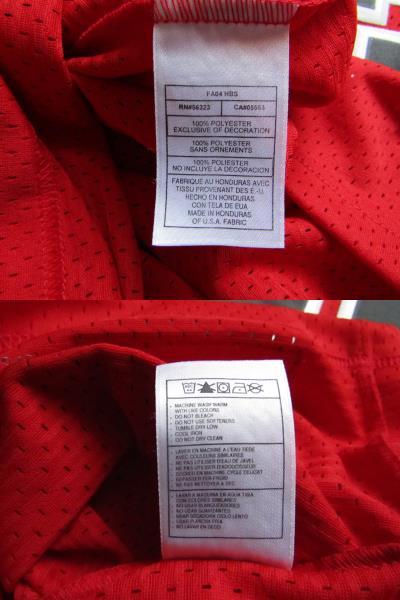 FA04 HBS
RN#56323 CA#05553
100% POLYESTER
EXCLUSIVE OF DECORATION
100% POLYESTER
SANS ORNEMENTS
100% POLIESTER
NO INCLUYE LA DECORACION
FABRIQUE AU HONDURAS AVEC
TISSU PROVENANT DES E.-U.
HECHO EN HONDURAS
CON TELA DE EUA
MADE IN HONDURAS
OF U.S.A. FABRIC
- MACHINE WASH WARM
WITH LIKE COLORS
- DO NOT BLEACH
- DO NOT USE SOFTENERS
- TUMBLE DRY LOW
- COOL IRON
DO NOT DRY CLEAN
- LAVER EN MACHINE A L'EAU TIEDE
AVEC COULEURS SIMILAIRES
- NE PAS UTILISER D'EAU DE JAVEL
- NE PAS UTILISER D'ADOUCISSEUR
- SECHER EN MACHINE CYCLE DELICAT
- REPASSER FER FROID
- NE PAS NETTOYER A SEC
- LAVAR A MAQUINA EN AGUA TIBIA
CON COLORES SIMILARES
- NO USAR BLANQUEADORES
- NO USAR SUAVIZANTES
- USAR SECADORA CICLO LENTO
- USAR PLANCHA FRIA
- NO LAVAR EN SECO